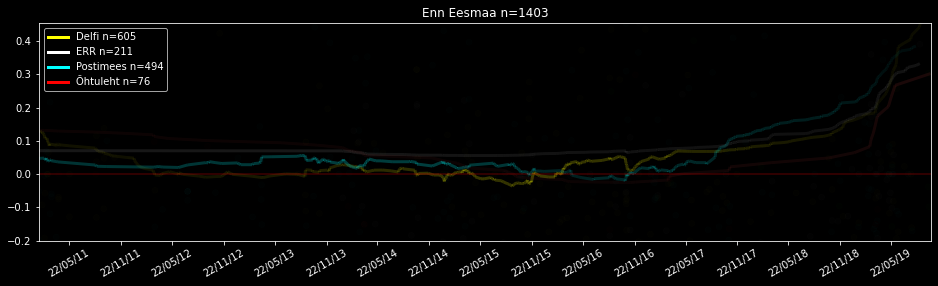 Enn Eesmaa n=1403
Delfi n=605
ERR n=211
Postimees n=494
Õhtuleht n=76
0.4
0.3
0.2
0.1
0.0
−0.1
−0.2
22/05/11 22/11/11 22/05/12 22/11/12 22/05/13 22/11/13 22/05/14 22/11/14 22/05/15 22/11/15 22/05/16 22/11/16 22/05/17 22/11/17 22/05/18 22/11/18 22/05/19